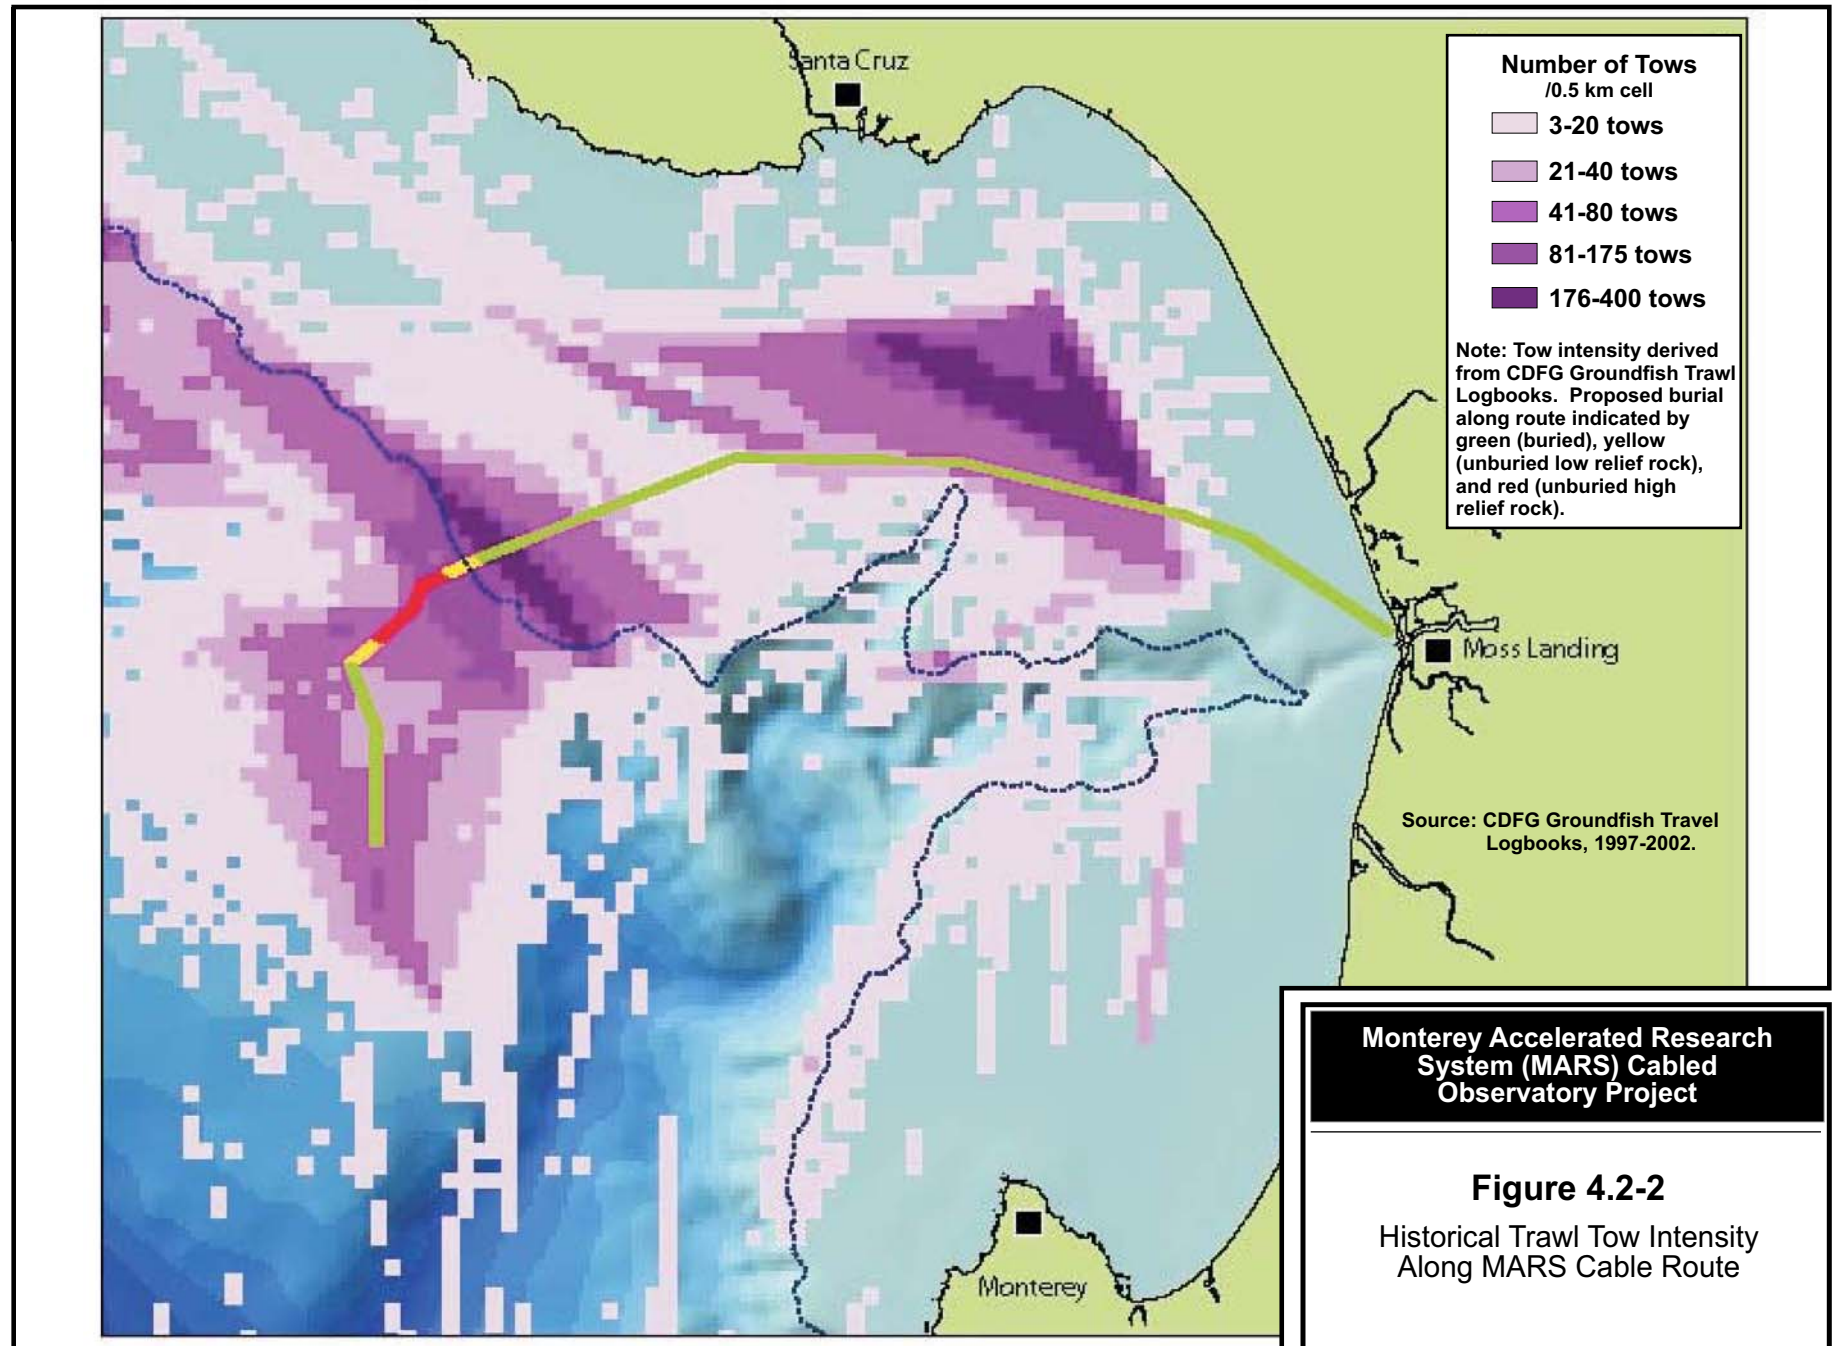 Santa Cruz
Number of Tows
/0.5 km cell
3-20 tows
21-40 tows
41-80 tows
81-175 tows
176-400 tows
Note: Tow intensity derived
from CDFG Groundfish Trawl
Logbooks. Proposed burial
along route indicated by
green (buried), yellow
(unburied low relief rock),
and red (unburied high
relief rock).
Moss Landing
Source: CDFG Groundfish Travel
Logbooks, 1997-2002.
Monterey
Monterey Accelerated Research
System (MARS) Cabled
Observatory Project
Figure 4.2-2
Historical Trawl Tow Intensity
Along MARS Cable Route